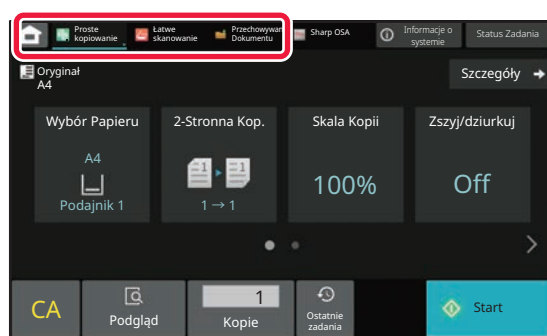 Proste
kopiowanie
Łatwe
skanowanie
Przechowywan
Dokumentu
Sharp OSA
Informacje o
systemie
Status Zadania
Oryginał
A4
Szczegóły
Wybór Papieru
2-Stronna Kop.
Skala Kopii
Zszyj/dziurkuj
A4
Podajnik 1
1 → 1
100%
Off
CA
Podgląd
1
Kopie
Ostatnie
zadania
Start